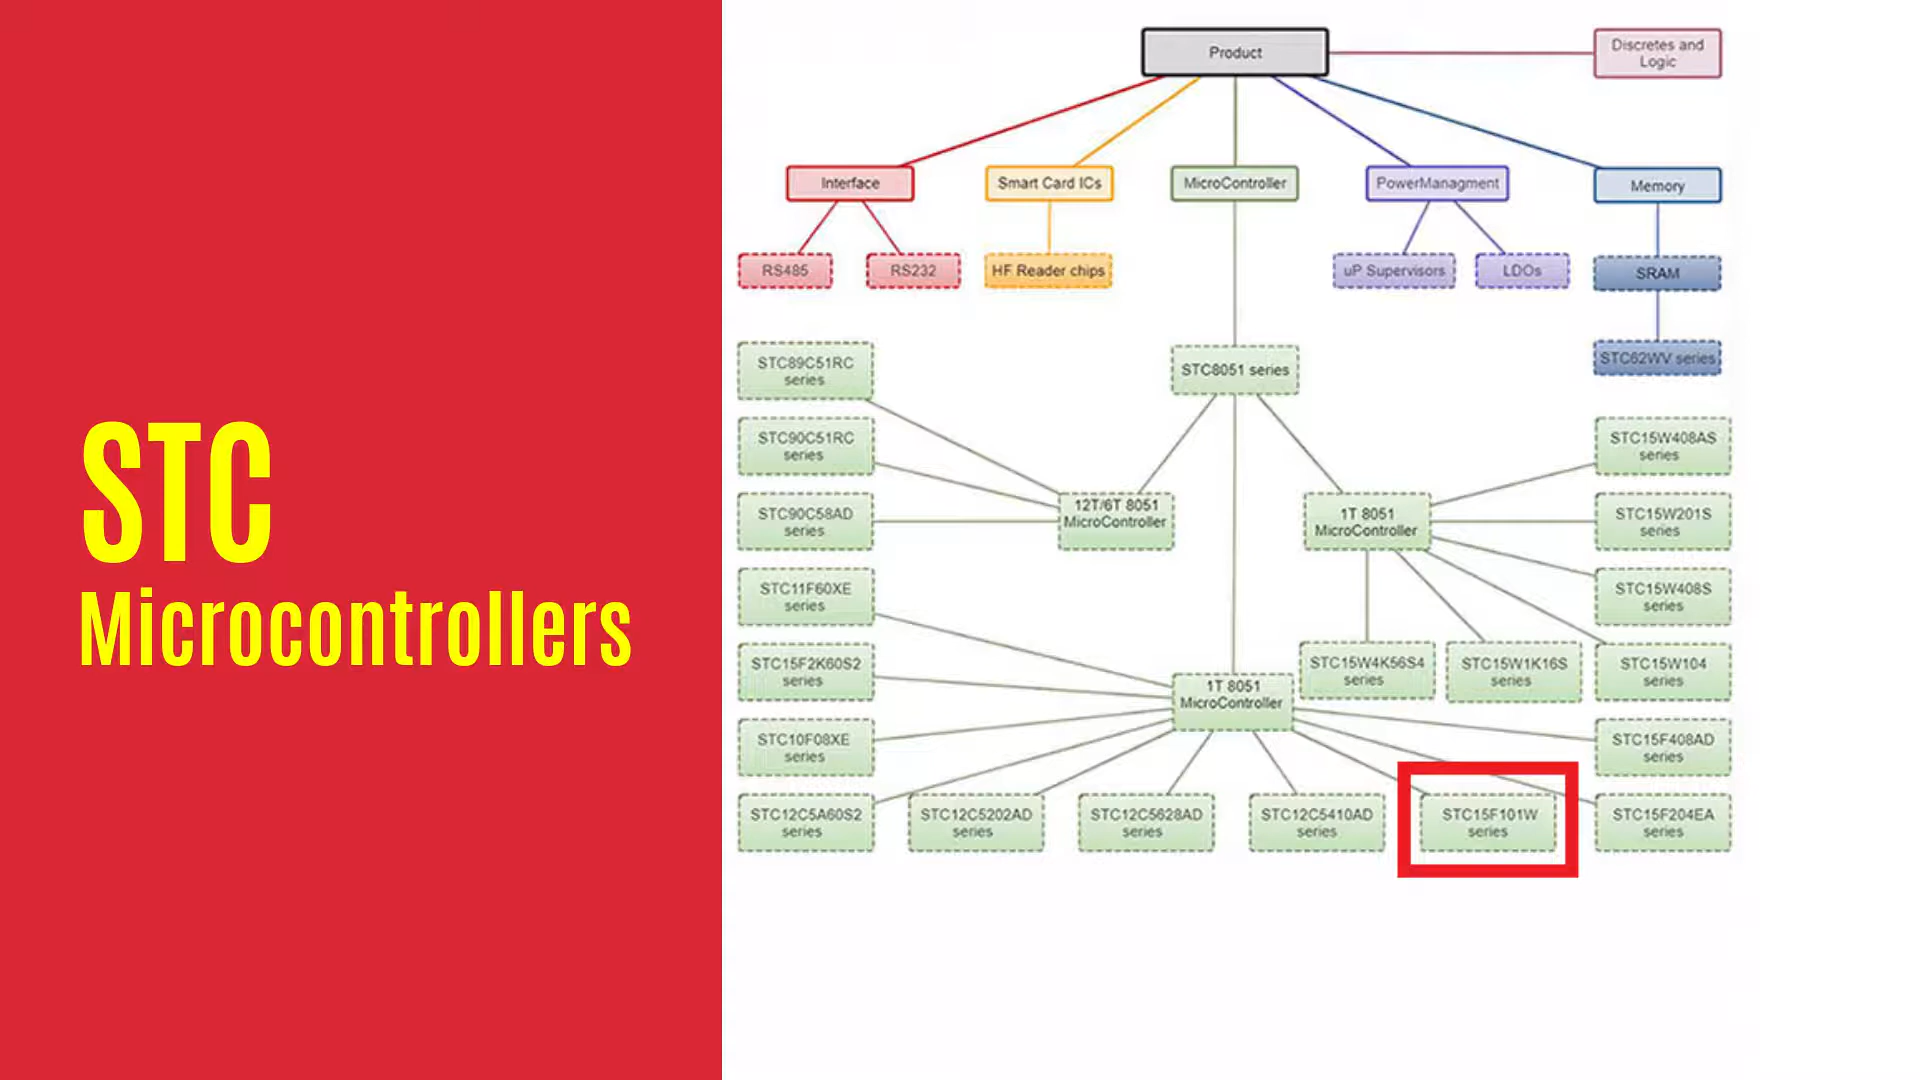 STC
Microcontrollers
Product
Discretes and
Logic
Interface
Smart Card ICs
MicroController
PowerManagment
Memory
RS485
RS232
HF Reader chips
uP Supervisors
LDOs
SRAM
STC62WV series
STC8051 series
STC89C51RC
series
STC90C51RC
series
STC90C58AD
series
12T/6T 8051
MicroController
1T 8051
MicroController
STC15W408AS
series
STC15W201S
series
STC15W408S
series
STC11F60XE
series
STC15F2K60S2
series
1T 8051
MicroController
STC15W4K56S4
series
STC15W1K16S
series
STC15W104
series
STC10F08XE
series
STC15F408AD
series
STC12C5A60S2
series
STC12C5202AD
series
STC12C5628AD
series
STC12C5410AD
series
STC15F101W
series
STC15F204EA
series